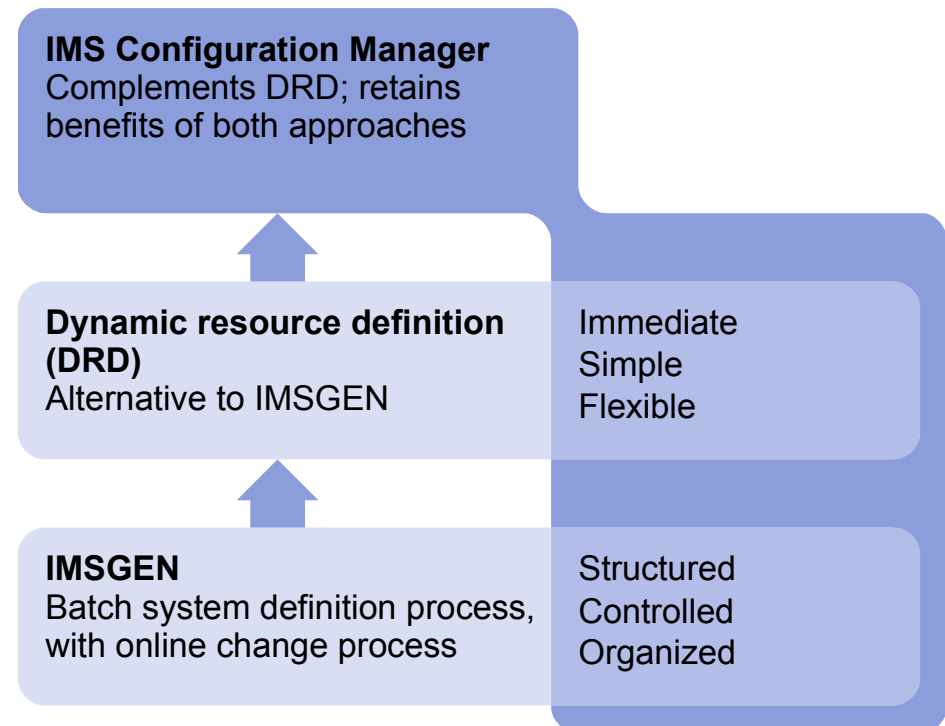 IMS Configuration Manager
Complements DRD; retains
benefits of both approaches
Dynamic resource definition
(DRD)
Alternative to IMSGEN
Immediate
Simple
Flexible
IMSGEN
Batch system definition process,
with online change process
Structured
Controlled
Organized